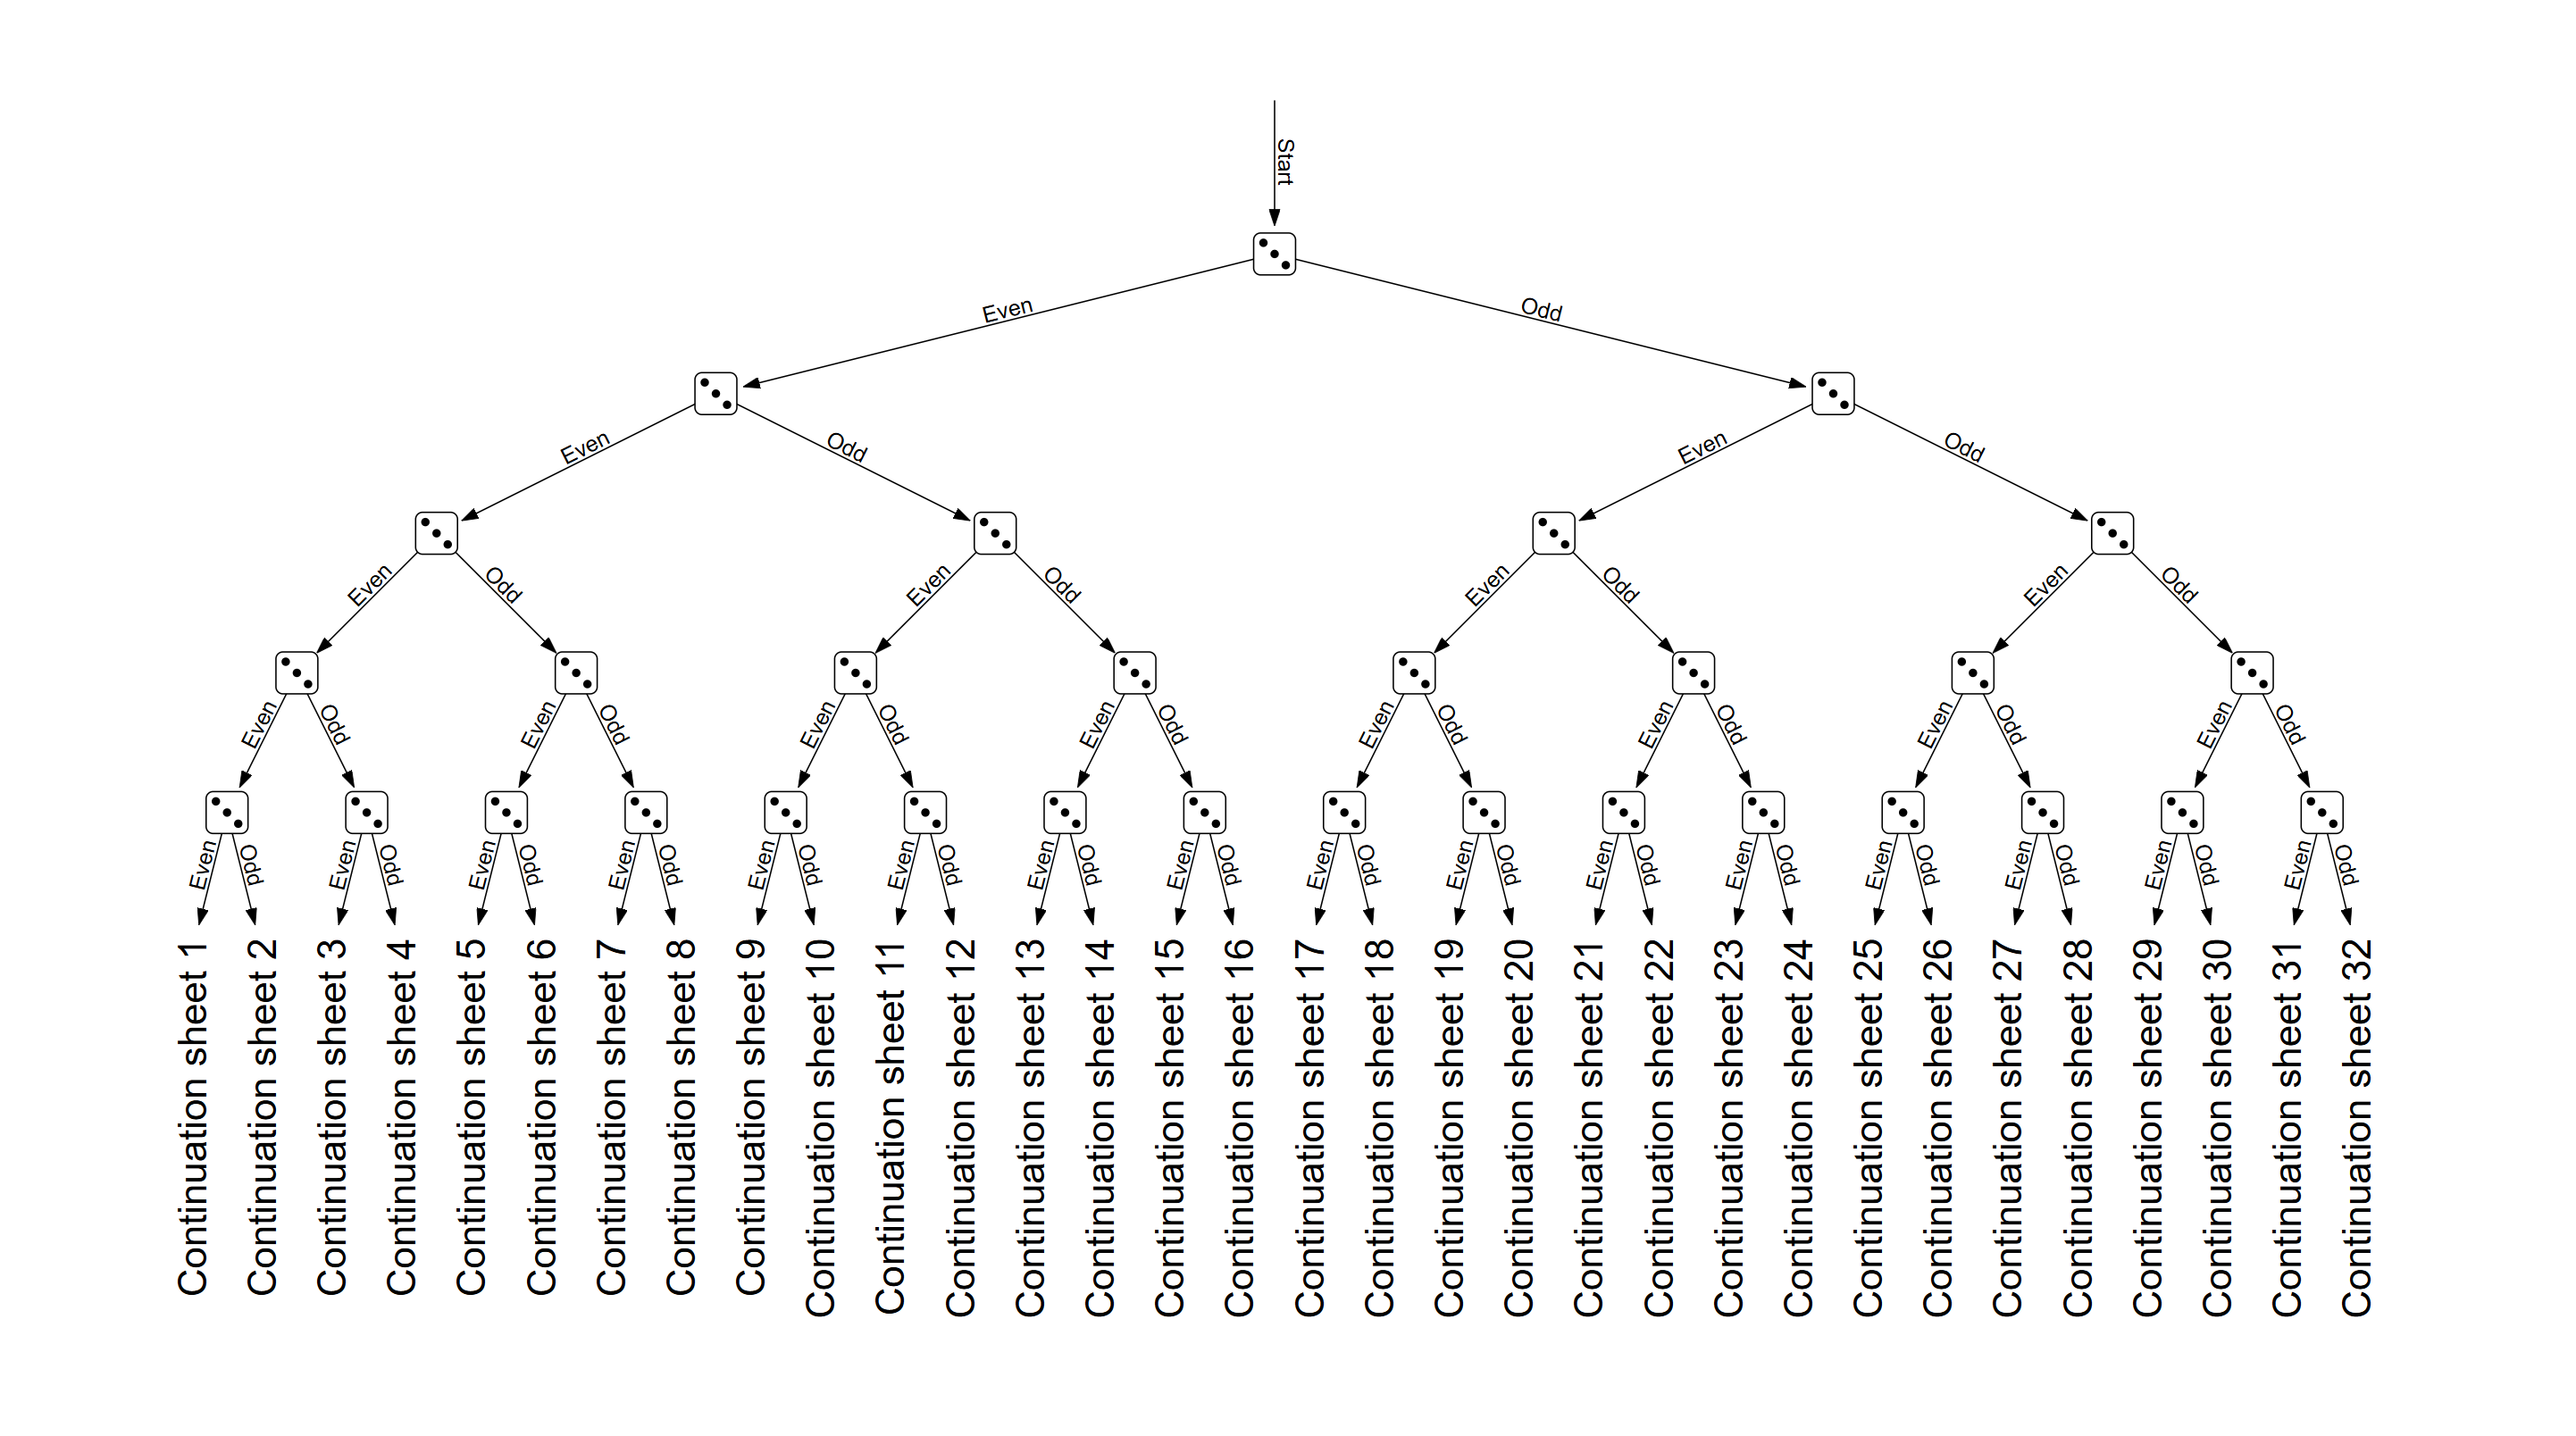 Start
Even
Odd
Even
Odd
Even
Odd
Even
Odd
Even
Odd
Even
Odd
Even
Odd
Even
Odd
Even
Odd
Even
Odd
Even
Odd
Even
Odd
Even
Odd
Even
Odd
Even
Odd
Even
Odd
Even
Odd
Even
Odd
Even
Odd
Even
Odd
Even
Odd
Even
Odd
Even
Odd
Even
Odd
Even
Odd
Even
Odd
Even
Odd
Even
Odd
Even
Odd
Even
Odd
Even
Odd
Continuation sheet 1
Continuation sheet 2
Continuation sheet 3
Continuation sheet 4
Continuation sheet 5
Continuation sheet 6
Continuation sheet 7
Continuation sheet 8
Continuation sheet 9
Continuation sheet 10
Continuation sheet 11
Continuation sheet 12
Continuation sheet 13
Continuation sheet 14
Continuation sheet 15
Continuation sheet 16
Continuation sheet 17
Continuation sheet 18
Continuation sheet 19
Continuation sheet 20
Continuation sheet 21
Continuation sheet 22
Continuation sheet 23
Continuation sheet 24
Continuation sheet 25
Continuation sheet 26
Continuation sheet 27
Continuation sheet 28
Continuation sheet 29
Continuation sheet 30
Continuation sheet 31
Continuation sheet 32